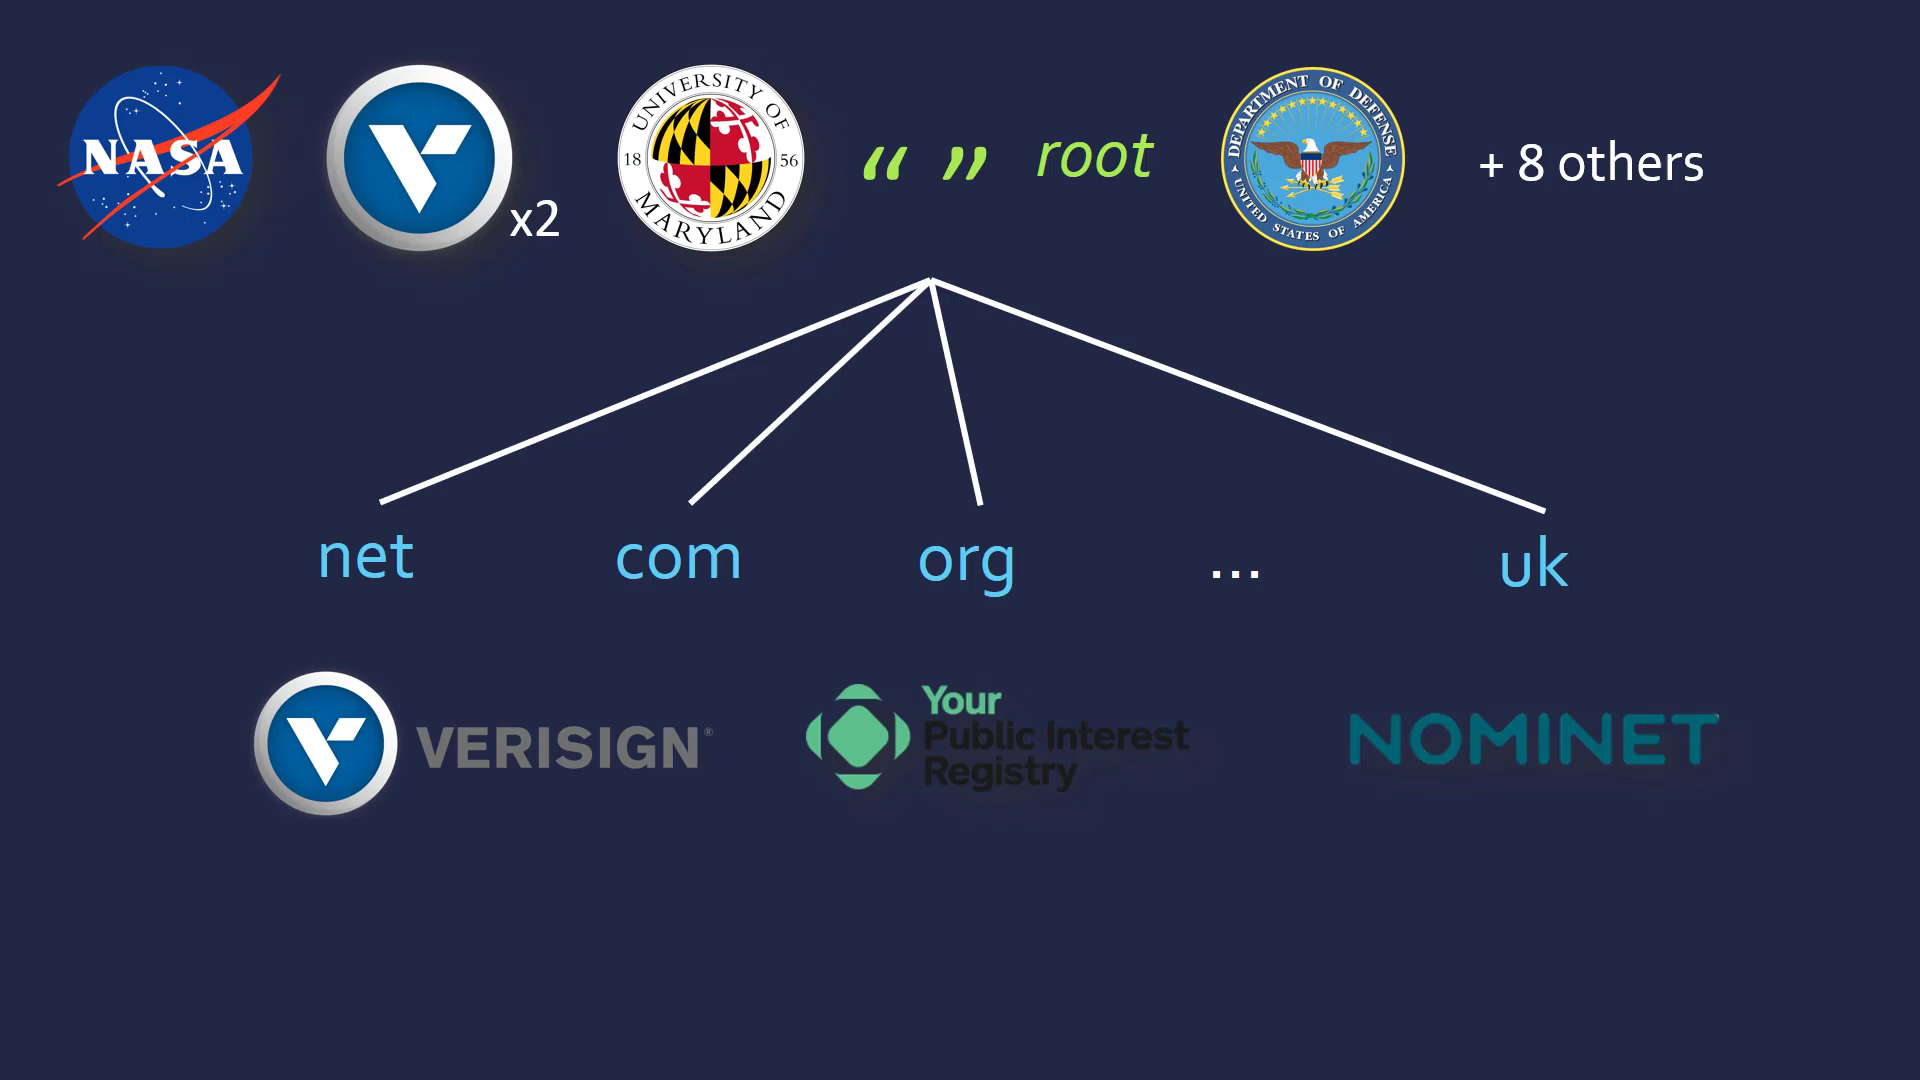 NASA
x2
UNIVERSITY OF
18 56
MARYLAND
“ ” root
DEPARTMENT OF DEFENSE
UNITED STATES OF AMERICA
+ 8 others
net
com
org
...
uk
VERISIGN®
Your
Public Interest
Registry
NOMINET